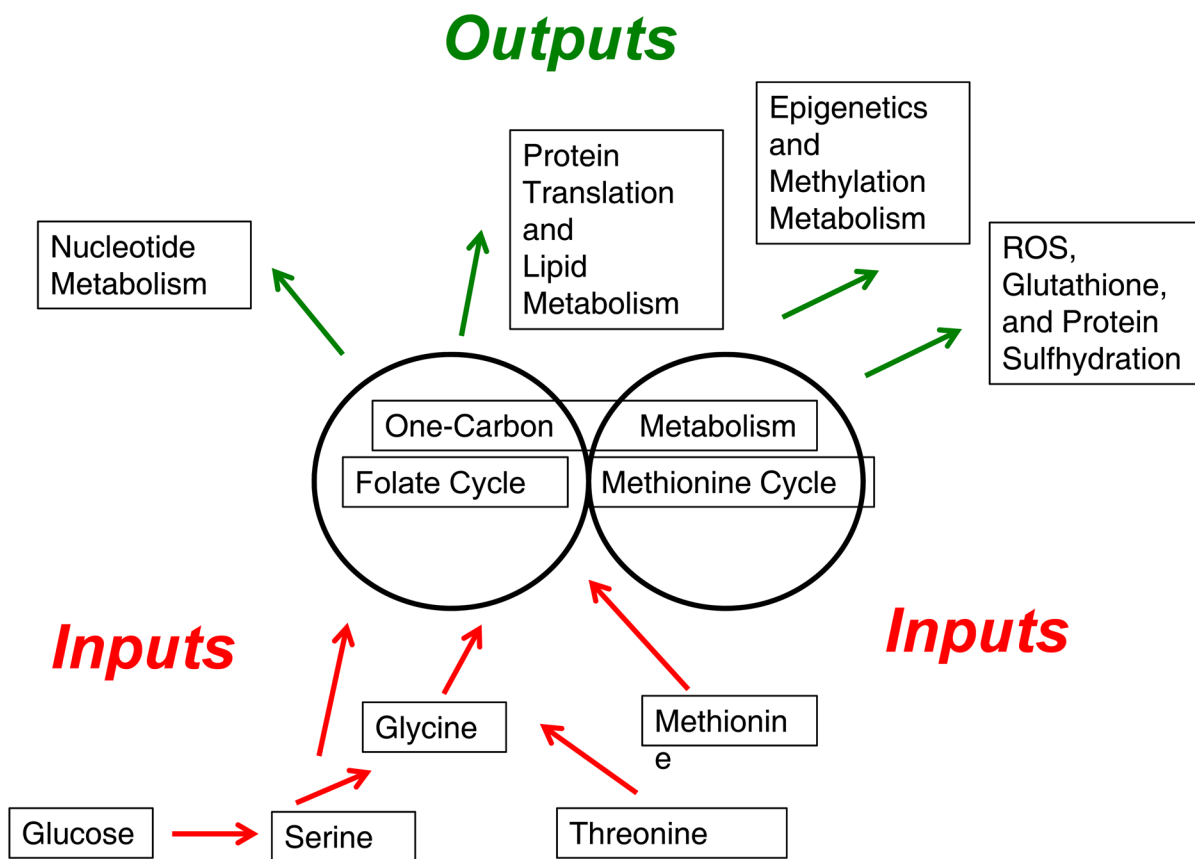 Outputs
Nucleotide
Metabolism
Protein
Translation
and
Lipid
Metabolism
Epigenetics
and
Methylation
Metabolism
ROS,
Glutathione,
and Protein
Sulfhydration
One-Carbon Metabolism
Folate Cycle
Methionine Cycle
Inputs
Inputs
Glycine
Methionin
e
Glucose
Serine
Threonine